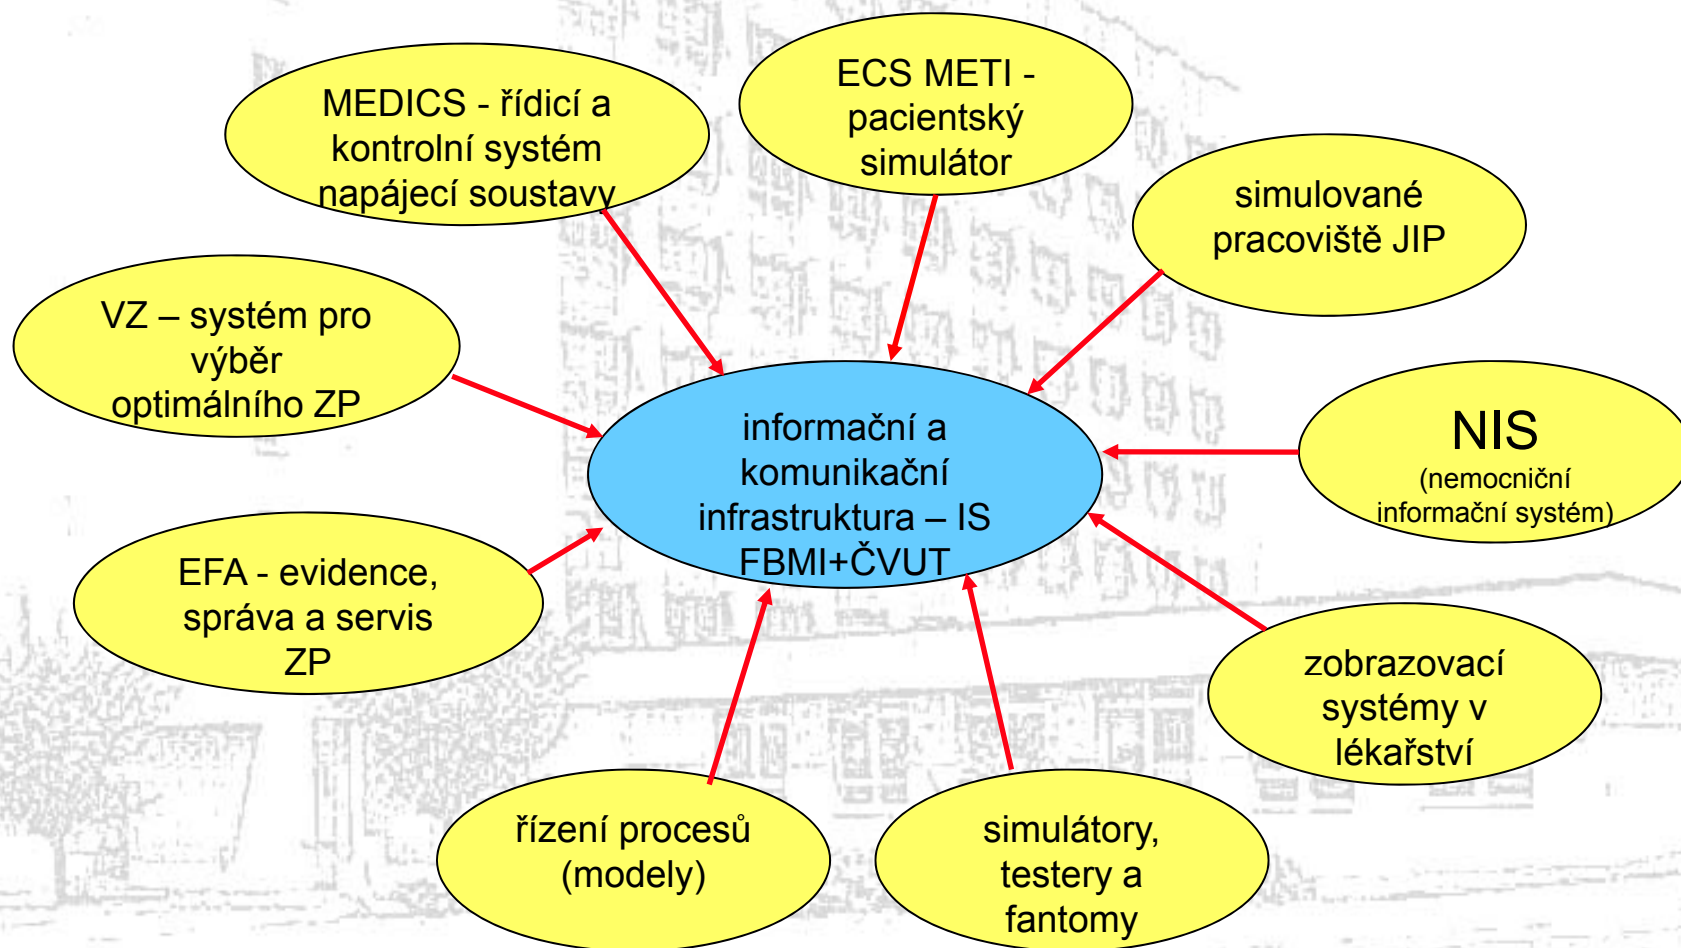 MEDICS - řídicí a
kontrolní systém
napájecí soustavy
ECS METI -
pacientský
simulátor
simulované
pracoviště JIP
VZ – systém pro
výběr
optimálního ZP
informační a
komunikační
infrastruktura – IS
FBMI+ČVUT
NIS
(nemocniční
informační systém)
EFA - evidence,
správa a servis
ZP
zobrazovací
systémy v
lékařství
řízení procesů
(modely)
simulátory,
testery a
fantomy